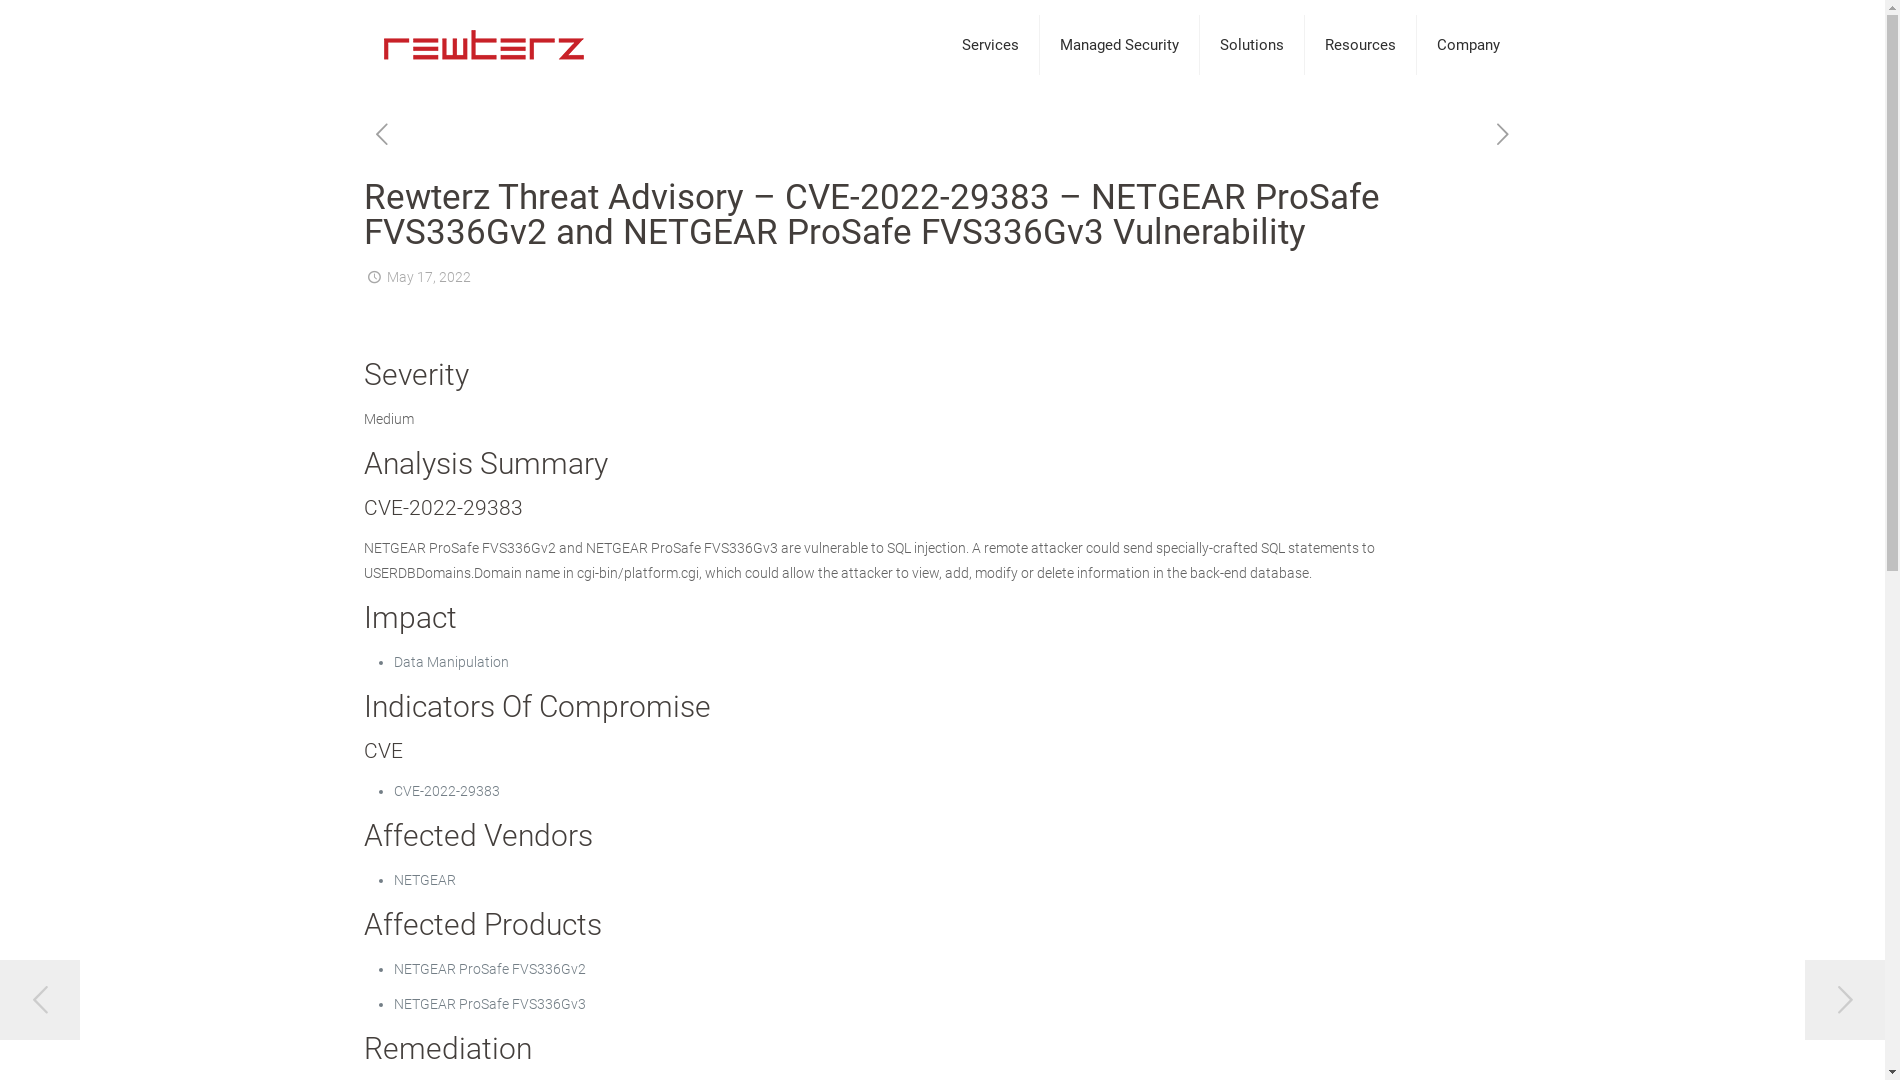 rewterz
Services
Managed Security
Solutions
Resources
Company
Rewterz Threat Advisory – CVE-2022-29383 – NETGEAR ProSafe
FVS336Gv2 and NETGEAR ProSafe FVS336Gv3 Vulnerability
May 17, 2022
Severity
Medium
Analysis Summary
CVE-2022-29383
NETGEAR ProSafe FVS336Gv2 and NETGEAR ProSafe FVS336Gv3 are vulnerable to SQL injection. A remote attacker could send specially-crafted SQL statements to
USERDBDomains.Domain name in cgi-bin/platform.cgi, which could allow the attacker to view, add, modify or delete information in the back-end database.
Impact
• Data Manipulation
Indicators Of Compromise
CVE
• CVE-2022-29383
Affected Vendors
• NETGEAR
Affected Products
• NETGEAR ProSafe FVS336Gv2
• NETGEAR ProSafe FVS336Gv3
Remediation